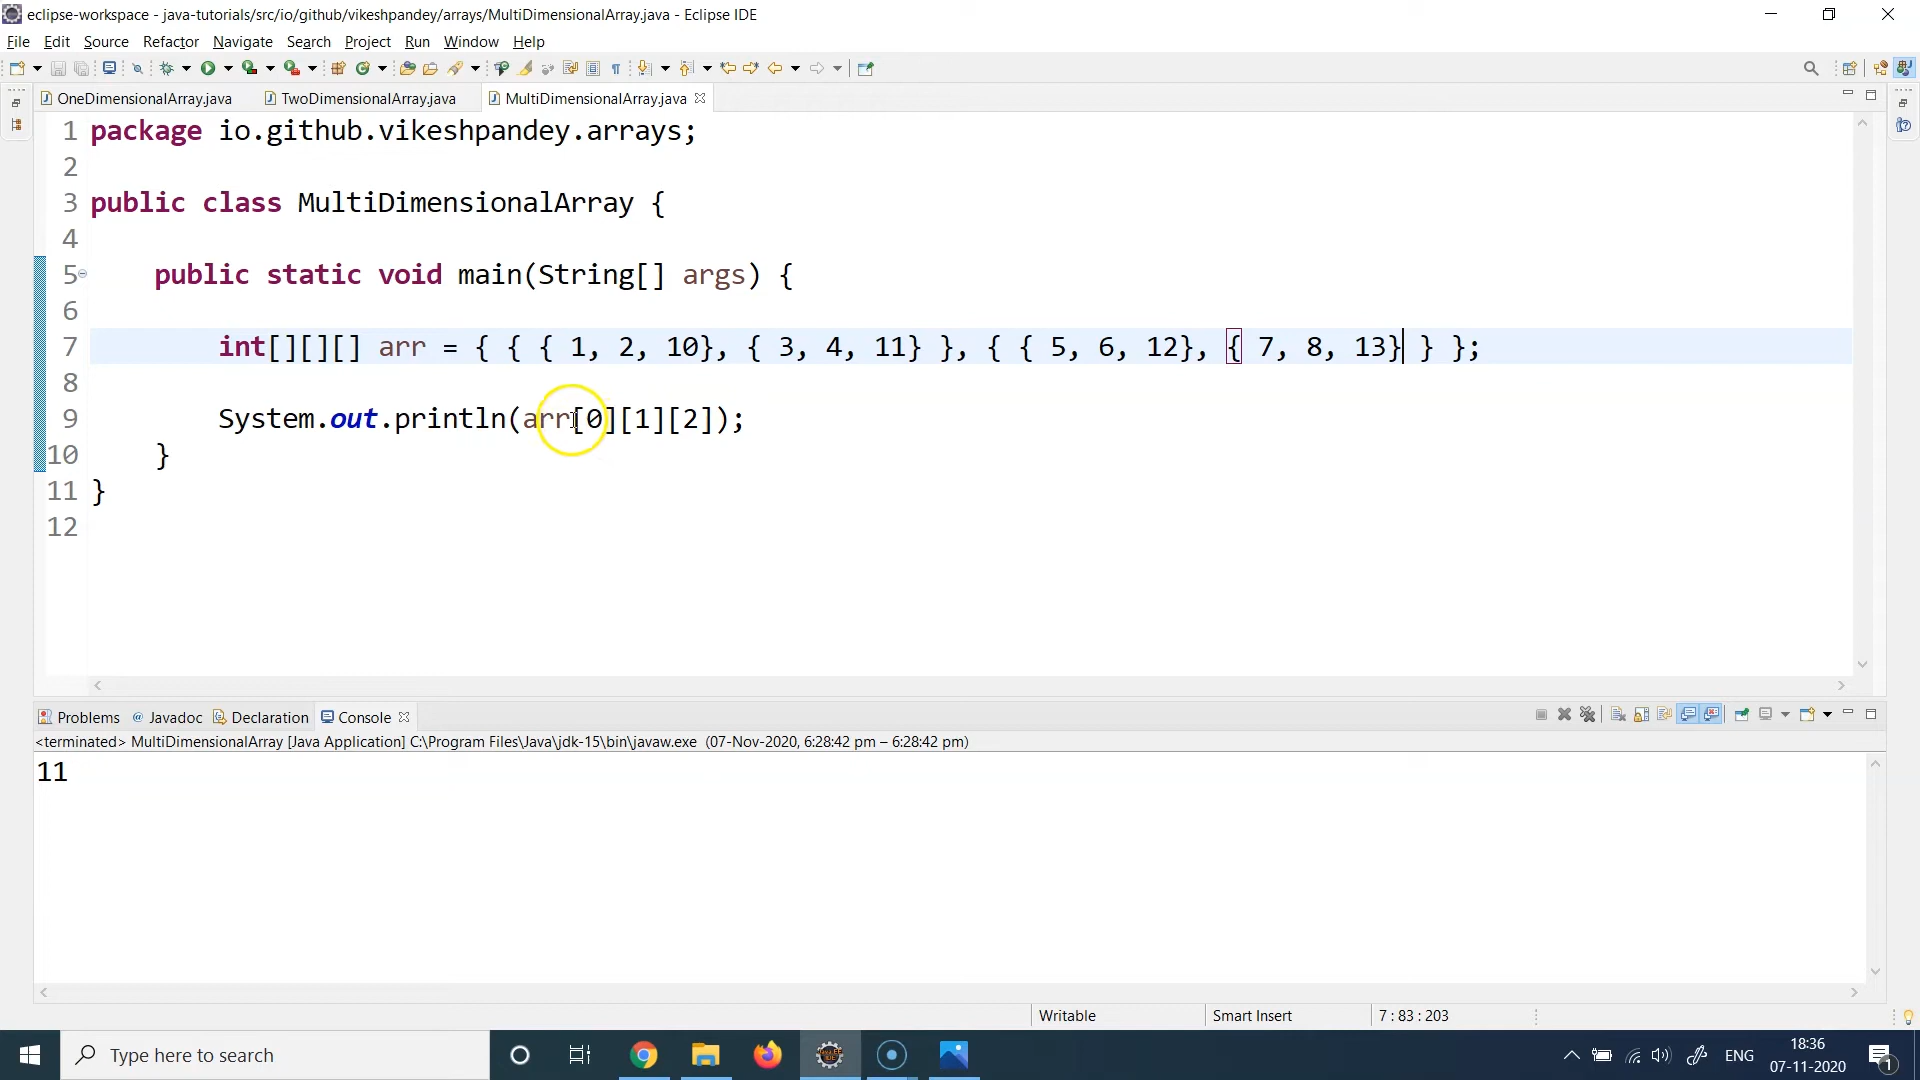 eclipse-workspace - java-tutorials/src/io/github/vikeshpandey/arrays/MultiDimensionalArray.java - Eclipse IDE
File Edit Source Refactor Navigate Search Project Run Window Help
OneDimensionalArray.java TwoDimensionalArray.java MultiDimensionalArray.java
1 package io.github.vikeshpandey.arrays;
2
3 public class MultiDimensionalArray {
4
5 public static void main(String[] args) {
6
7 int[][][] arr = { { { 1, 2, 10}, { 3, 4, 11} }, { { 5, 6, 12}, { 7, 8, 13} } };
8
9 System.out.println(arr[0][1][2]);
10 }
11 }
12
Problems @ Javadoc Declaration Console
<terminated> MultiDimensionalArray [Java Application] C:\Program Files\Java\jdk-15\bin\javaw.exe (07-Nov-2020, 6:28:42 pm – 6:28:42 pm)
11
Writable Smart Insert 7 : 83 : 203
Type here to search
ENG
18:36
07-11-2020
1